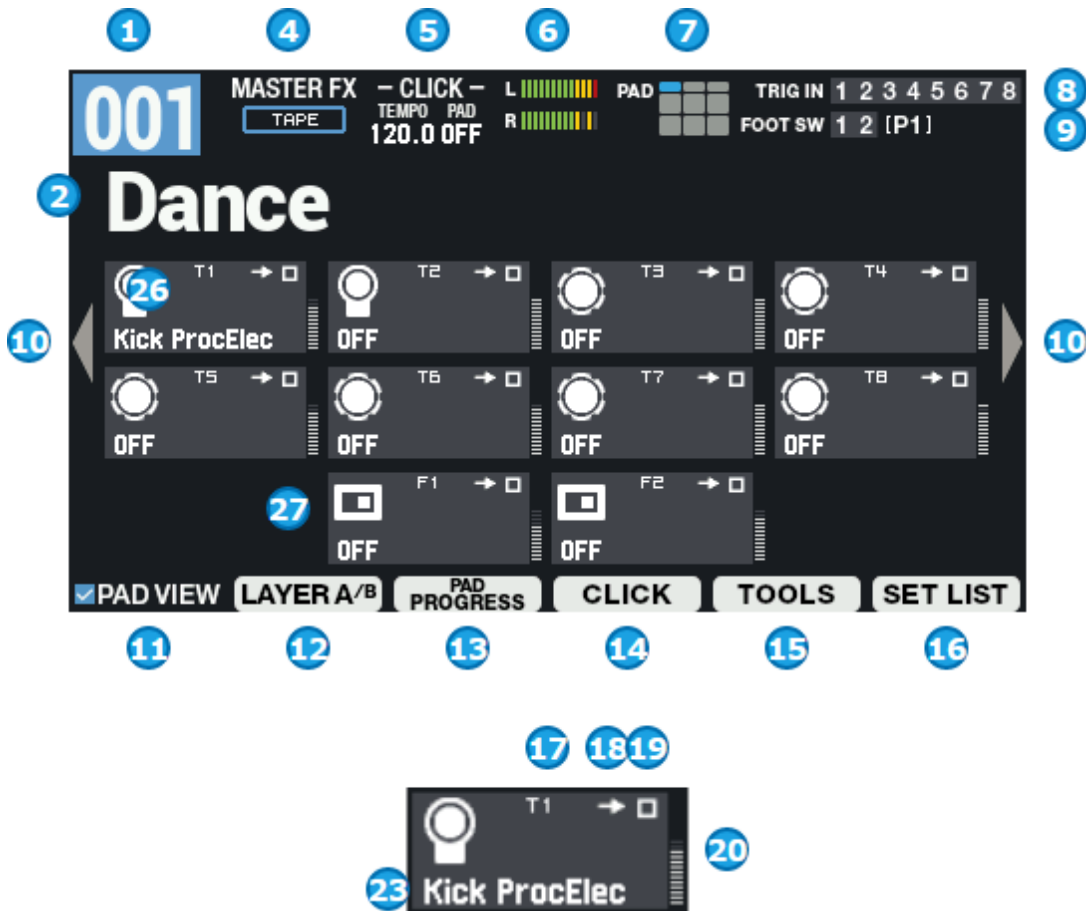 1 4 5 6 7
001 MASTER FX – CLICK – L PAD TRIG IN 1 2 3 4 5 6 7 8 8
TAPE TEMPO PAD R FOOT SW 1 2 [P1] 9
120.0 OFF
2 Dance
26 T1 T2 T3 T4
10 Kick ProcElec OFF OFF OFF 10
T5 T6 T7 T8
OFF OFF OFF OFF
27 F1 F2
OFF OFF
PAD VIEW LAYER A/B PAD PROGRESS CLICK TOOLS SET LIST
11 12 13 14 15 16
17 18 19
T1
20
23 Kick ProcElec